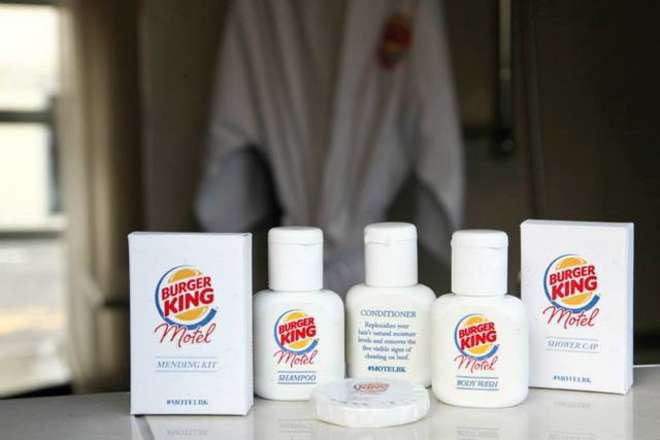 BURGER
KING
Motel
MENDING KIT
#MOTELBK
BURGER
KING
Motel
SHAMPOO
CONDITIONER
Replenishes your
hair's natural moisture
levels and removes the
five visible signs of
cheating on beef.
#MOTELBK
BURGER
KING
Motel
BODY WASH
BURGER
KING
Motel
SHOWER CAP
#MOTELBK
BURGER
KING